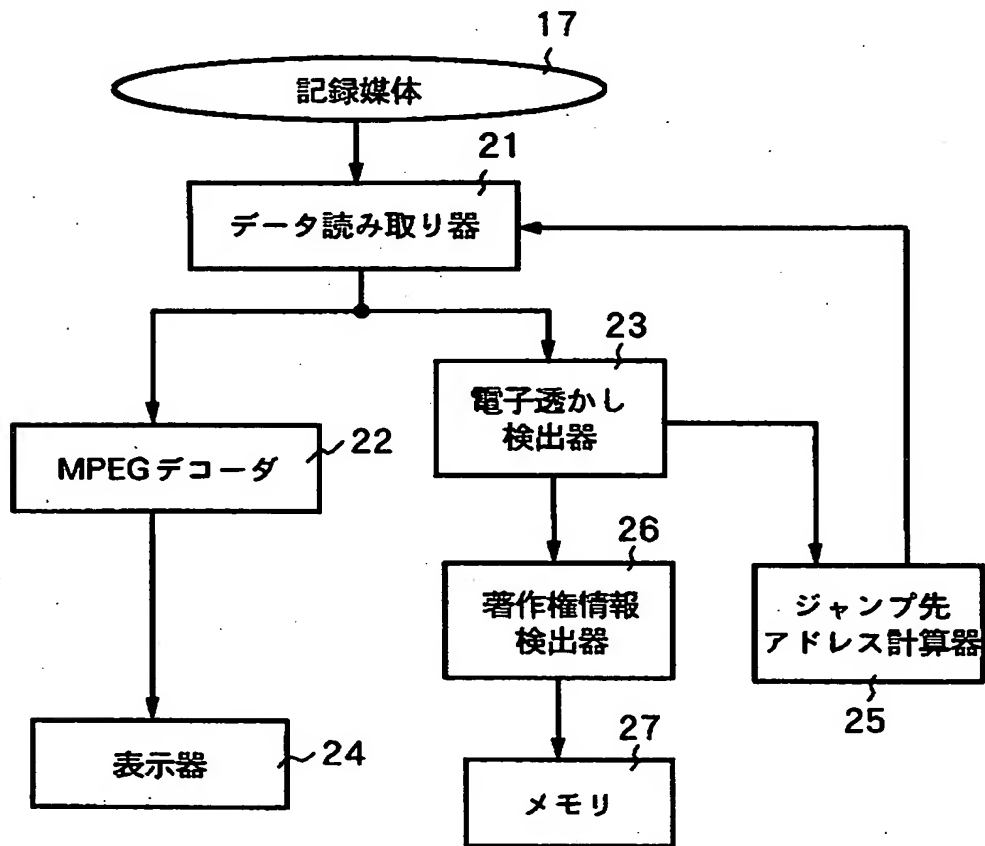 17
記録媒体
21
データ読み取り器
23
電子透かし
検出器
22
MPEGデコーダ
26
著作権情報
検出器
ジャンプ先
アドレス計算器
25
24
表示器
27
メモリ